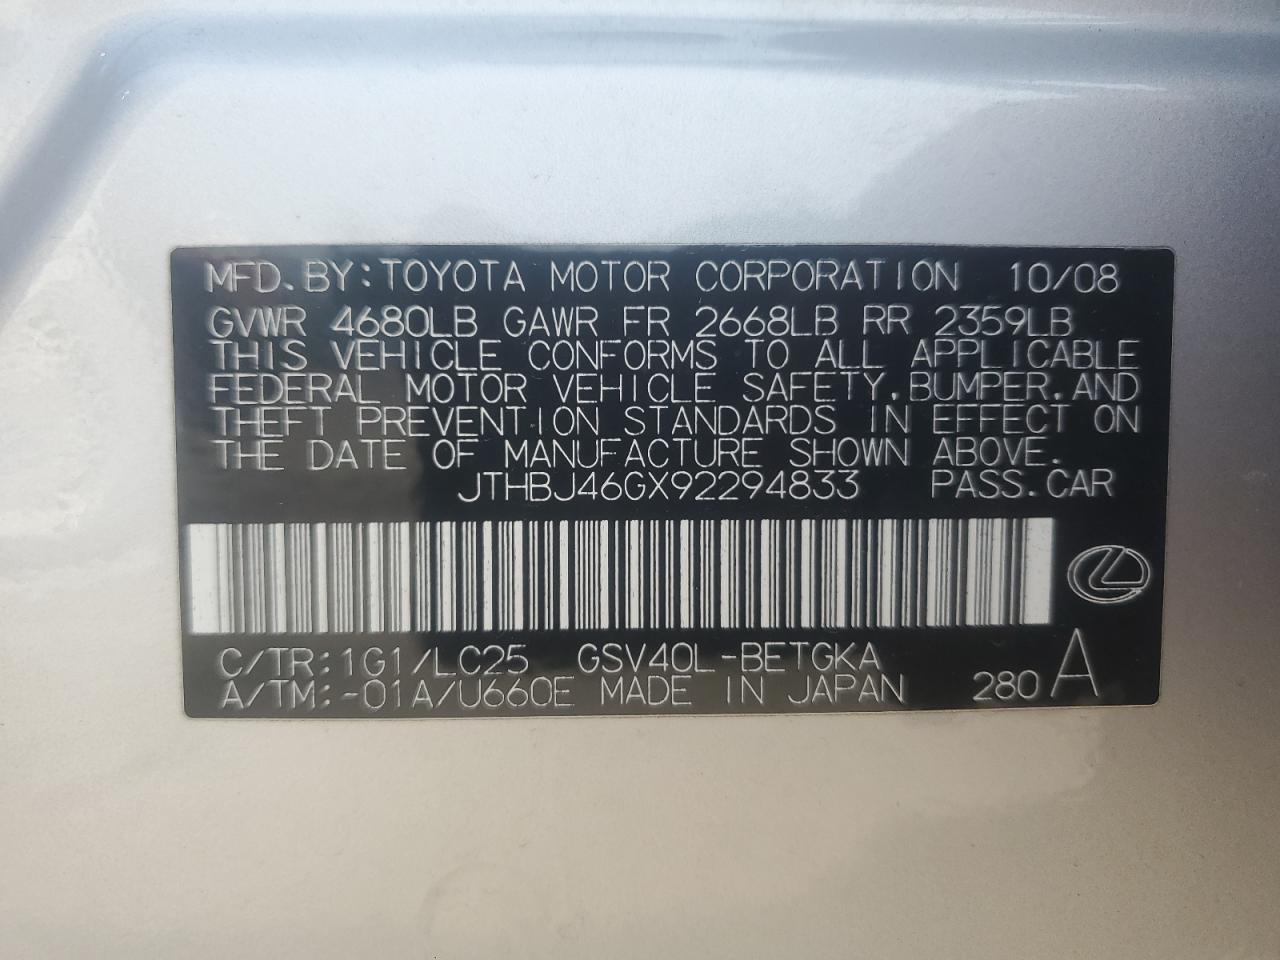 MFD. BY: TOYOTA MOTOR CORPORATION 10/08
GVWR 4680LB GAWR FR 2668LB RR 2359LB
THIS VEHICLE CONFORMS TO ALL APPLICABLE
FEDERAL MOTOR VEHICLE SAFETY, BUMPER, AND
THEFT PREVENTION STANDARDS IN EFFECT ON
THE DATE OF MANUFACTURE SHOWN ABOVE.
JTHBJ46GX92294833 PASS. CAR
C/TR: 1G1/LC25 GSV40L-BETGKA
A/TM: -01A/U660E MADE IN JAPAN 280 A